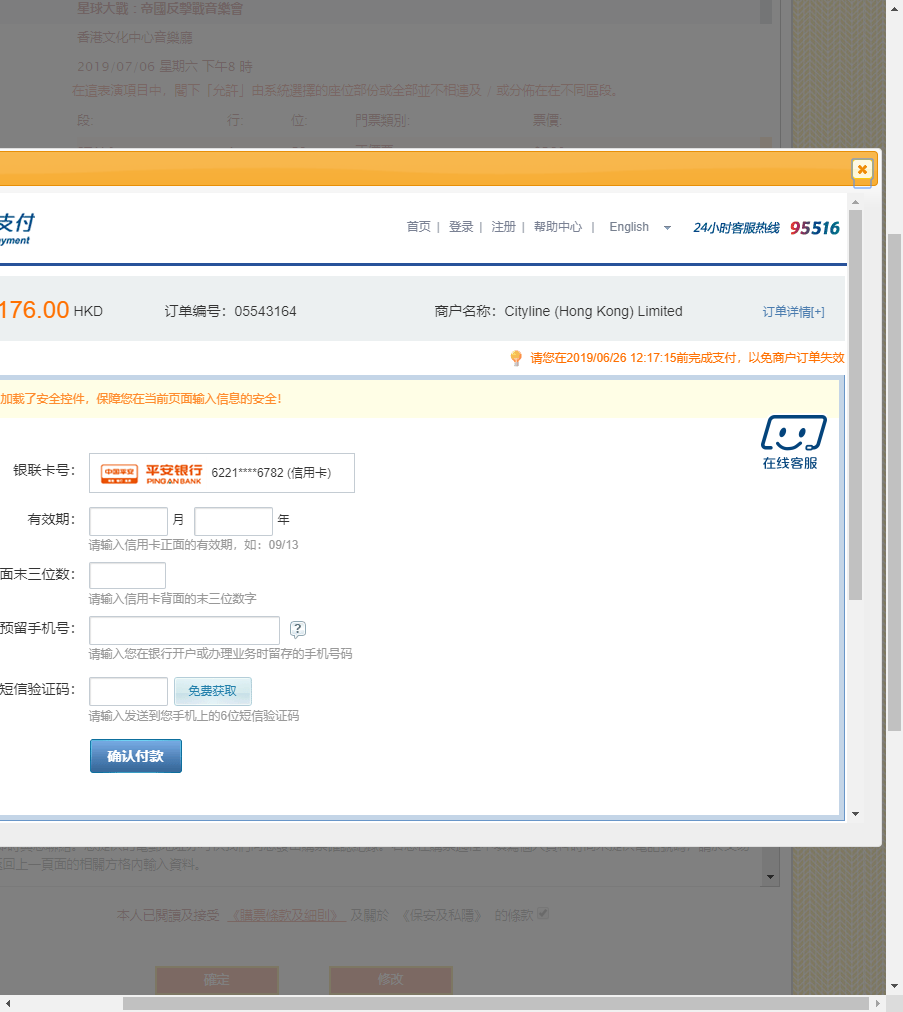 星球大戰：帝國反擊戰音樂會
香港文化中心音樂廳
2019/07/06 星期六 下午8 時
在這表演項目中，閣下「允許」由系統選擇的座位部份或全部並不相連及 / 或分佈在在不同區段。
段: 行: 位: 門票類別: 票價:
支付
ayment
首页 | 登录 | 注册 | 帮助中心 | English 24小时客服热线 95516
176.00 HKD 订单编号：05543164 商户名称：Cityline (Hong Kong) Limited 订单详情[+]
请您在2019/06/26 12:17:15前完成支付，以免商户订单失效
加载了安全控件，保障您在当前页面输入信息的安全！
在线客服
银联卡号： 中国平安 平安银行 PING AN BANK 6221****6782 (信用卡)
有效期： 月 年
请输入信用卡正面的有效期，如：09/13
面末三位数：
请输入信用卡背面的末三位数字
预留手机号： ?
请输入您在银行开户或办理业务时留存的手机号码
短信验证码： 免费获取
请输入发送到您手机上的6位短信验证码
确认付款
返回上一頁面的相關方格內輸入資料。
本人已閱讀及接受 《購票條款及細則》 及關於 《保安及私隱》 的條款
確定 修改